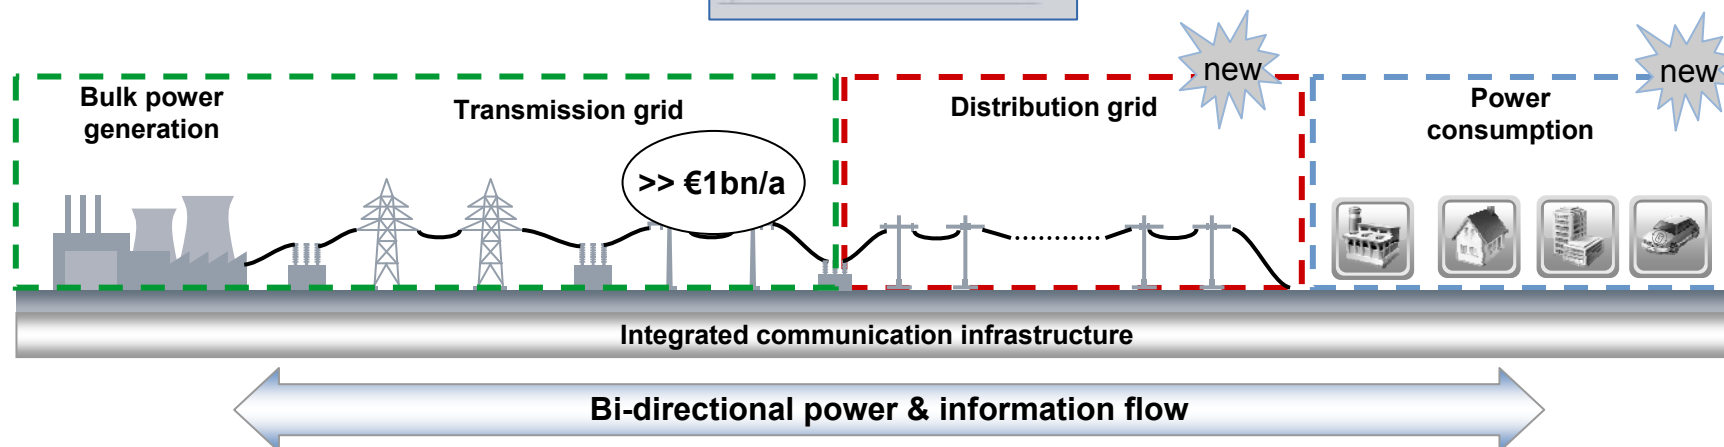 new
new
Bulk power
generation
Transmission grid
Distribution grid
Power
consumption
>> €1bn/a
Integrated communication infrastructure
Bi-directional power & information flow